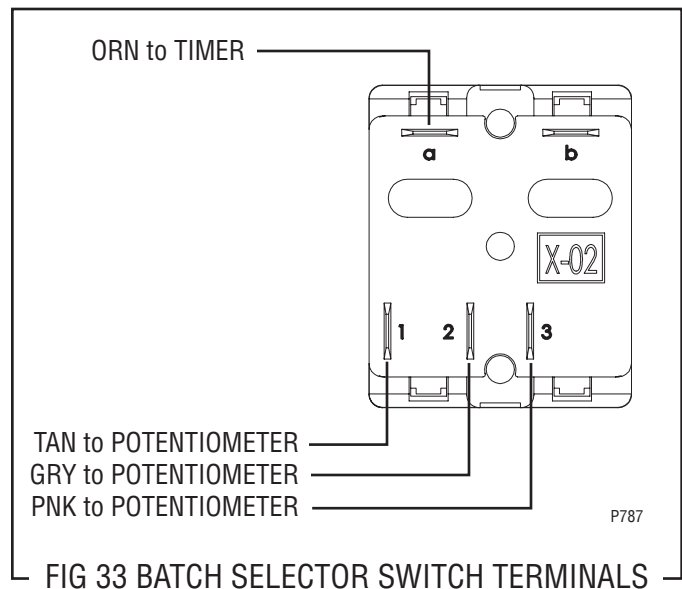 ORN to TIMER
a b
X-02
1 2 3
TAN to POTENTIOMETER
GRY to POTENTIOMETER
PNK to POTENTIOMETER
P787
FIG 33 BATCH SELECTOR SWITCH TERMINALS